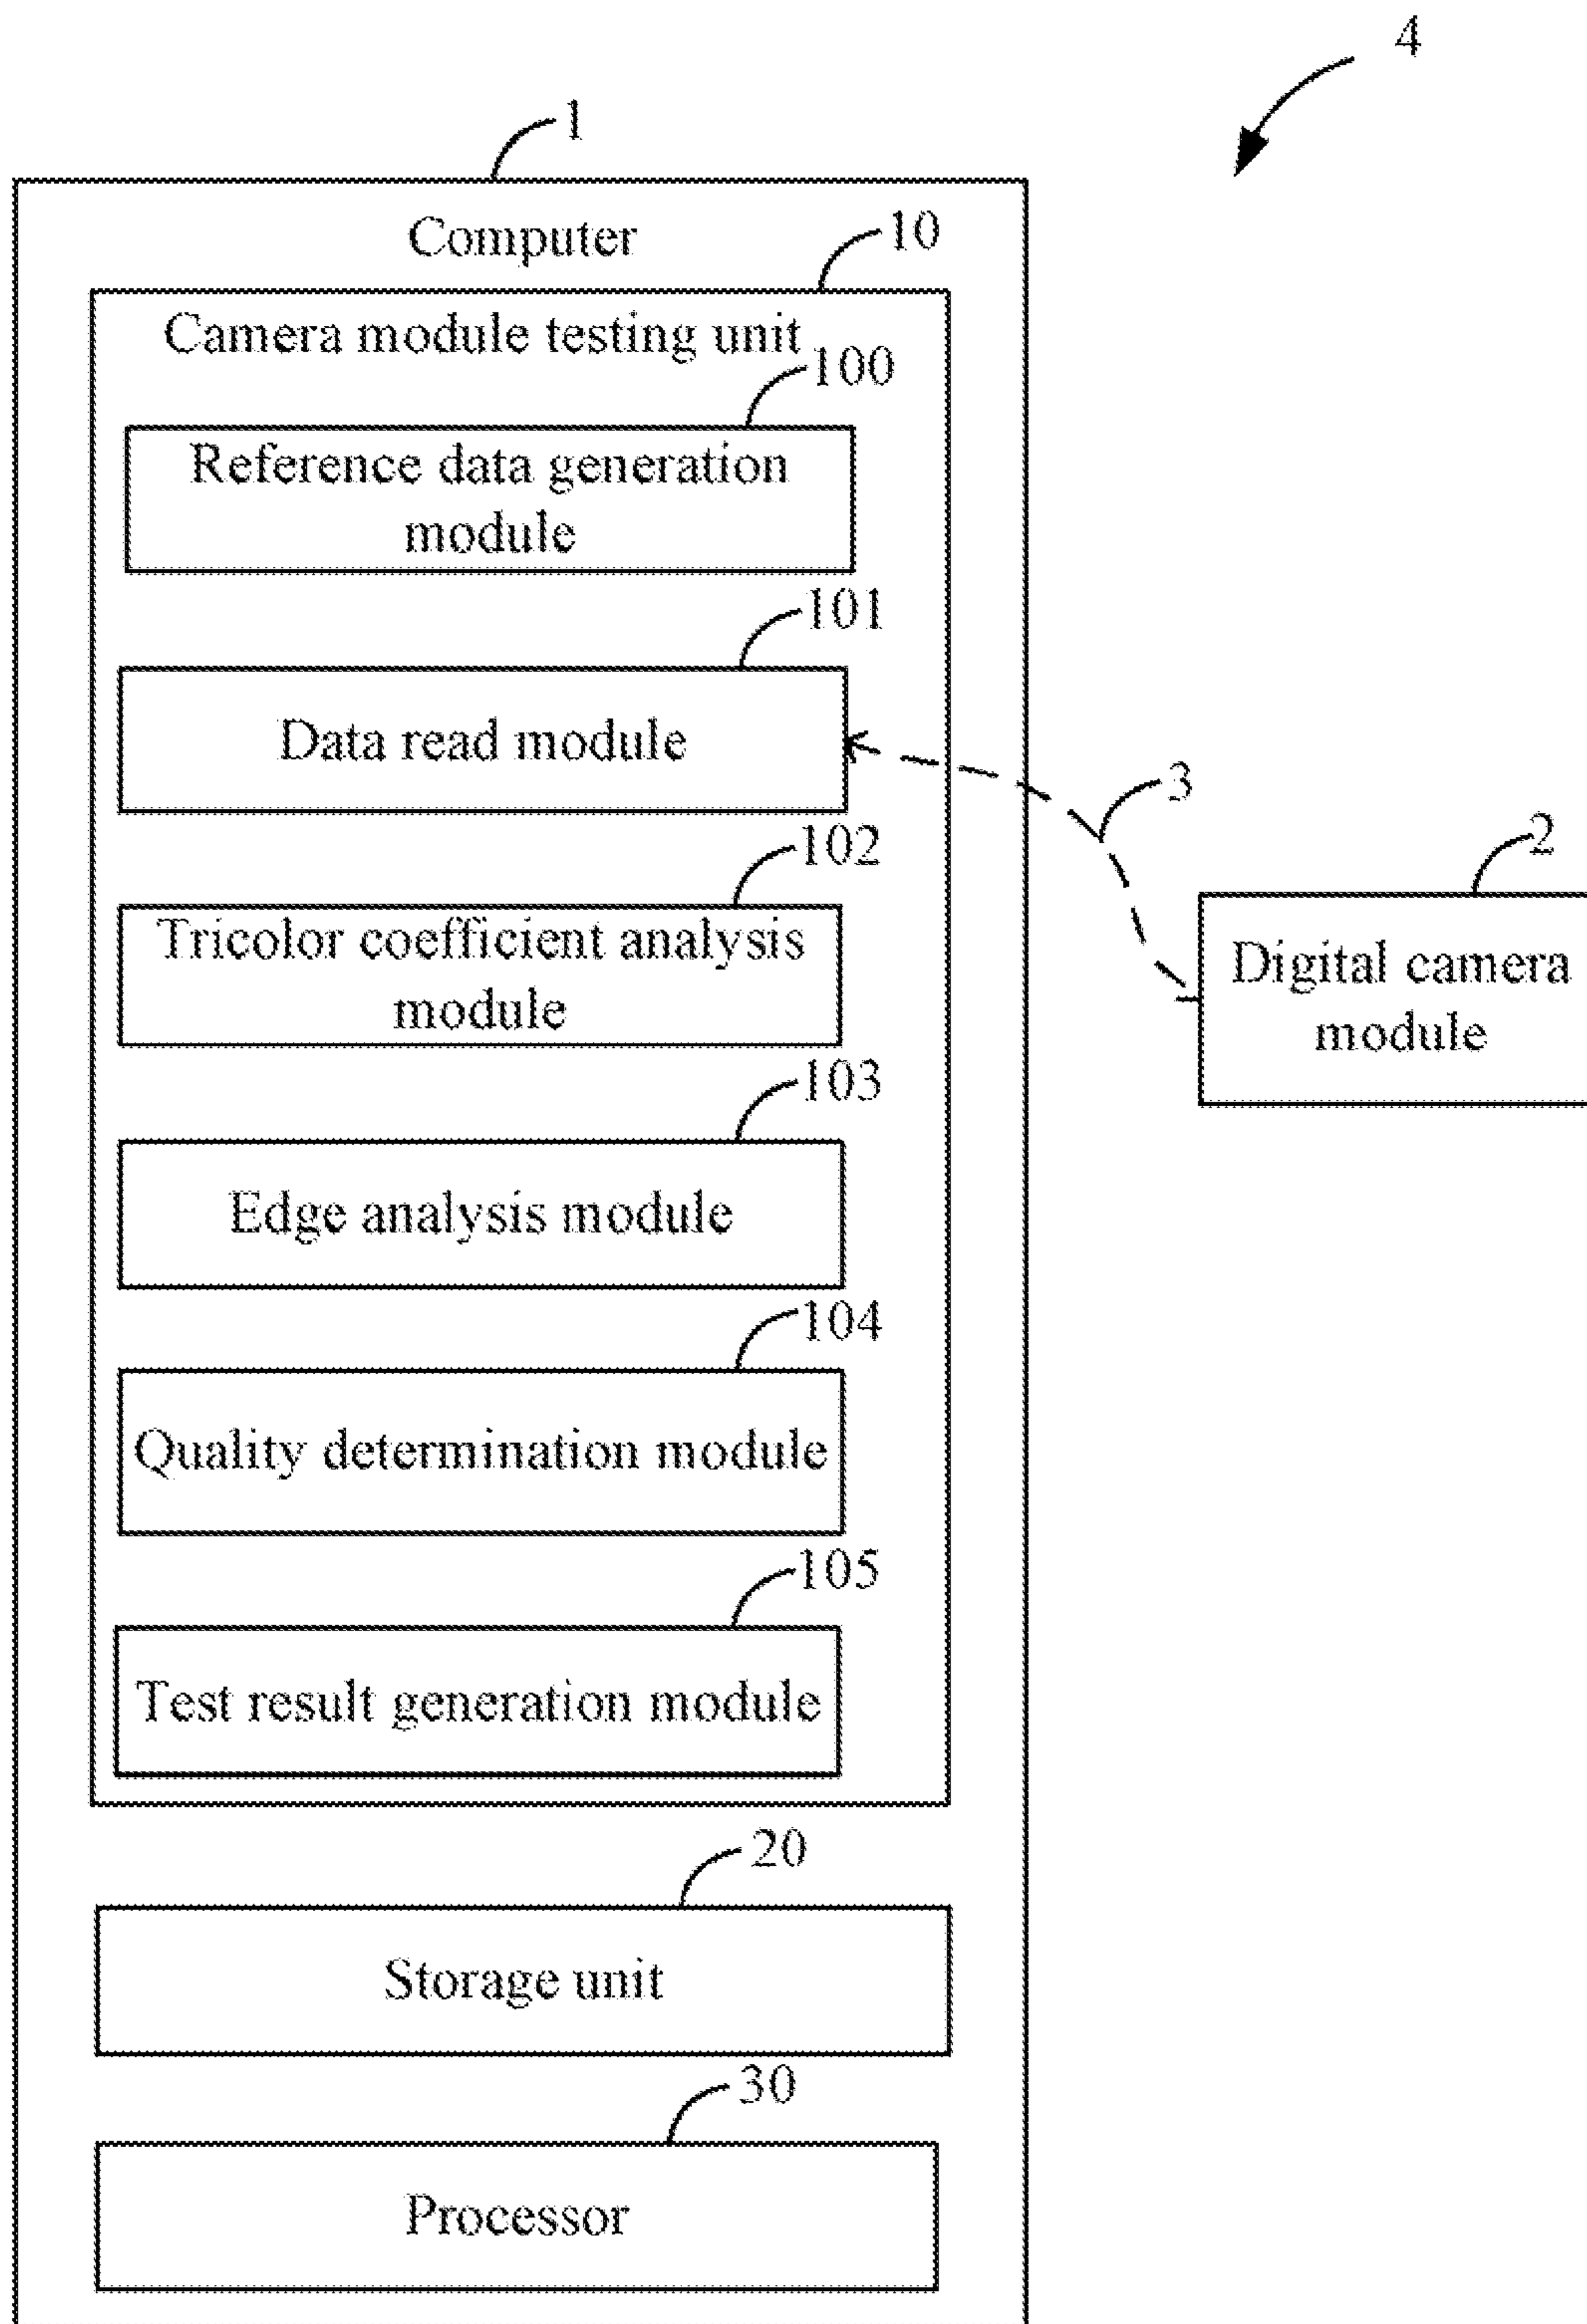 4
1
Computer
10
Camera module testing unit
100
Reference data generation
module
101
Data read module
3
102
2
Tricolor coefficient analysis
module
Digital camera
module
103
Edge analysis module
104
Quality determination module
105
Test result generation module
20
Storage unit
30
Processor